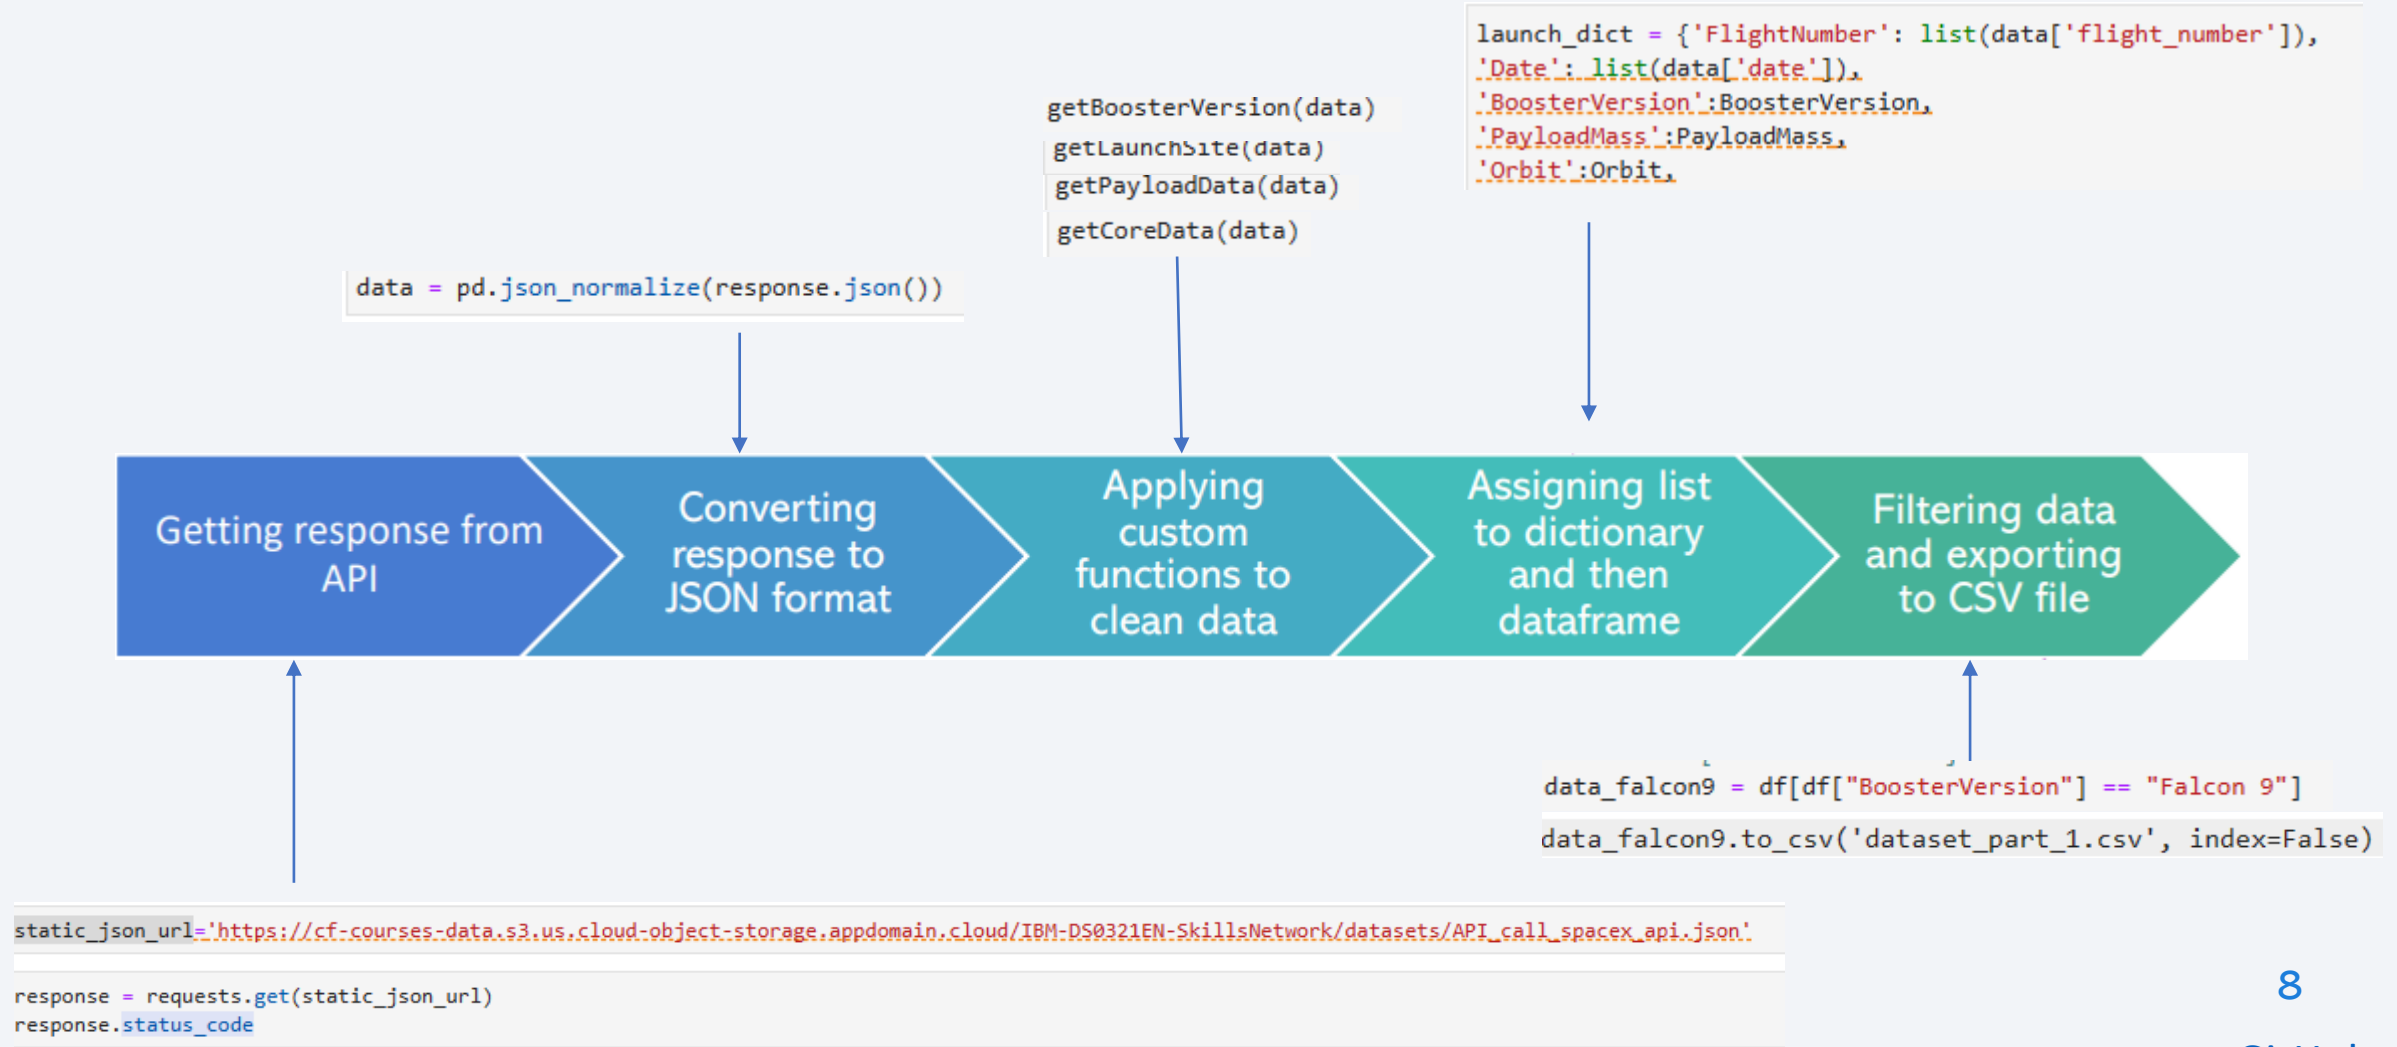 launch_dict = {'FlightNumber': list(data['flight_number']),
'Date': list(data['date']),
'BoosterVersion':BoosterVersion,
'PayloadMass':PayloadMass,
'Orbit':Orbit,
getBoosterVersion(data)
getLaunchSite(data)
getPayloadData(data)
getCoreData(data)
data = pd.json_normalize(response.json())
Getting response from
API
Converting
response to
JSON format
Applying
custom
functions to
clean data
Assigning list
to dictionary
and then
dataframe
Filtering data
and exporting
to CSV file
data_falcon9 = df[df["BoosterVersion"] == "Falcon 9"]
data_falcon9.to_csv('dataset_part_1.csv', index=False)
static_json_url='https://cf-courses-data.s3.us.cloud-object-storage.appdomain.cloud/IBM-DS0321EN-SkillsNetwork/datasets/API_call_spacex_api.json'
response = requests.get(static_json_url)
response.status_code
8